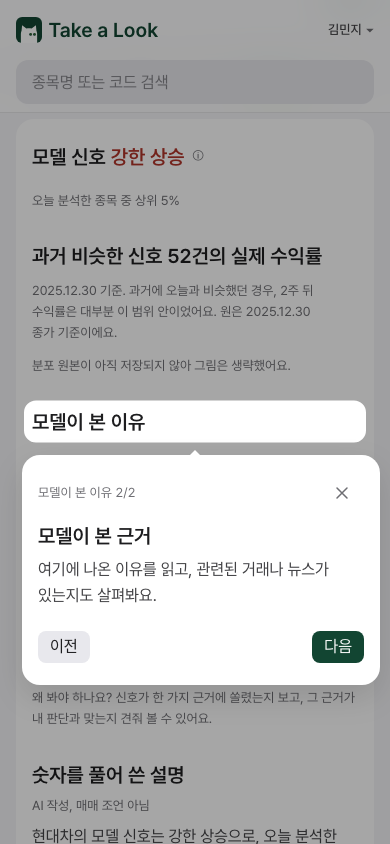 Take a Look
김민지
종목명 또는 코드 검색
모델 신호 강한 상승
오늘 분석한 종목 중 상위 5%
과거 비슷한 신호 52건의 실제 수익률
2025.12.30 기준. 과거에 오늘과 비슷했던 경우, 2주 뒤
수익률은 대부분 이 범위 안이었어요. 원은 2025.12.30
종가 기준이에요.
분포 원본이 아직 저장되지 않아 그림은 생략했어요.
모델이 본 이유
모델이 본 이유 2/2
모델이 본 근거
여기에 나온 이유를 읽고, 관련된 거래나 뉴스가
있는지도 살펴봐요.
이전
다음
왜 봐야 하나요? 신호가 한 가지 근거에 쏠렸는지 보고, 그 근거가
내 판단과 맞는지 견줘 볼 수 있어요.
숫자를 풀어 쓴 설명
AI 작성, 매매 조언 아님
현대차의 모델 신호는 강한 상승으로, 오늘 분석한